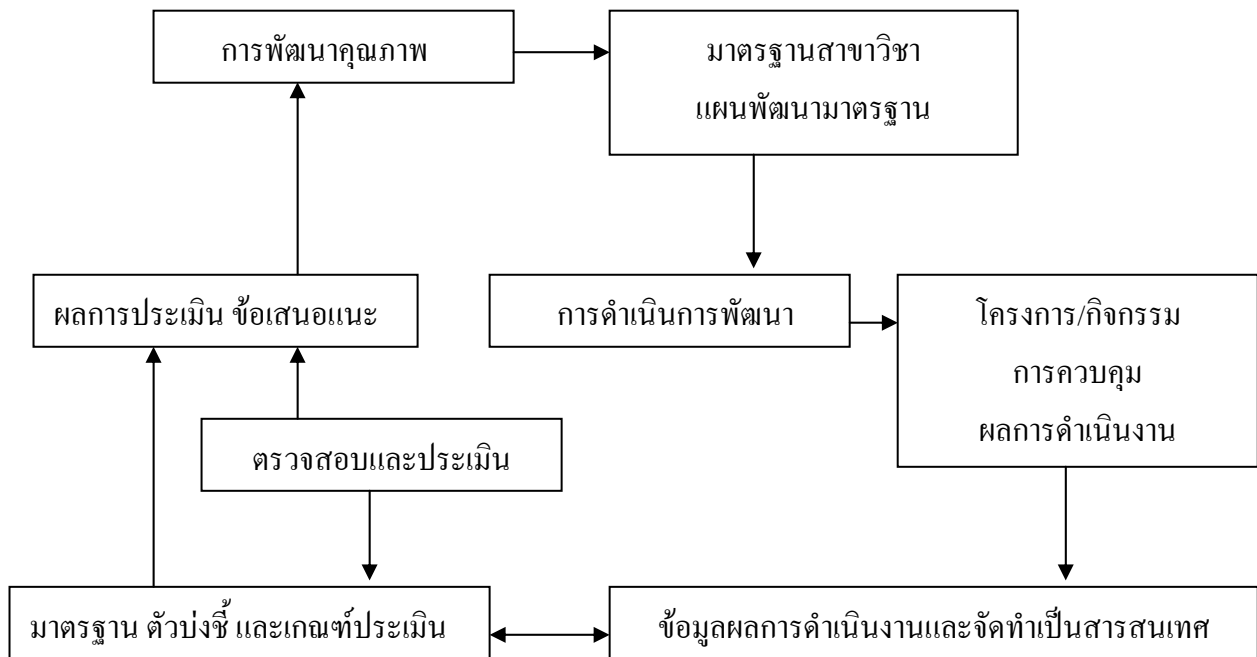 การพัฒนาคุณภาพ
มาตรฐานสาขาวิชา
แผนพัฒนามาตรฐาน
ผลการประเมิน ข้อเสนอแนะ
การดำเนินการพัฒนา
โครงการ/กิจกรรม
การควบคุม
ผลการดำเนินงาน
ตรวจสอบและประเมิน
มาตรฐาน ตัวบ่งชี้ และเกณฑ์ประเมิน
ข้อมูลผลการดำเนินงานและจัดทำเป็นสารสนเทศ